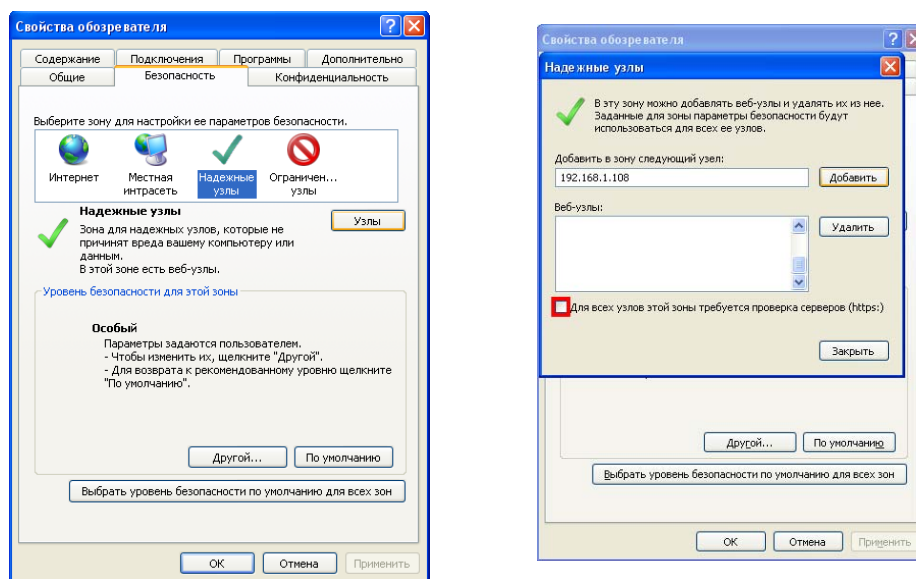 Свойства обозревателя
Содержание Подключения Программы Дополнительно
Общие Безопасность Конфиденциальность
Выберите зону для настройки ее параметров безопасности.
Интернет Местная интрасеть Надежные узлы Ограничен... узлы
Надежные узлы
Узлы
Зона для надежных узлов, которые не
причинят вреда вашему компьютеру или
данным.
В этой зоне есть веб-узлы.
Уровень безопасности для этой зоны
Особый
Параметры задаются пользователем.
- Чтобы изменить их, щелкните "Другой".
- Для возврата к рекомендованному уровню щелкните
"По умолчанию".
Другой... По умолчанию
Выбрать уровень безопасности по умолчанию для всех зон
OK Отмена Применить
Свойства обозревателя
Надежные узлы
В эту зону можно добавлять веб-узлы и удалять их из нее.
Заданные для зоны параметры безопасности будут
использоваться для всех ее узлов.
Добавить в зону следующий узел:
192.168.1.108 Добавить
Веб-узлы:
Удалить
Для всех узлов этой зоны требуется проверка серверов (https:)
Закрыть
Другой... По умолчанию
Выбрать уровень безопасности по умолчанию для всех зон
OK Отмена Применить